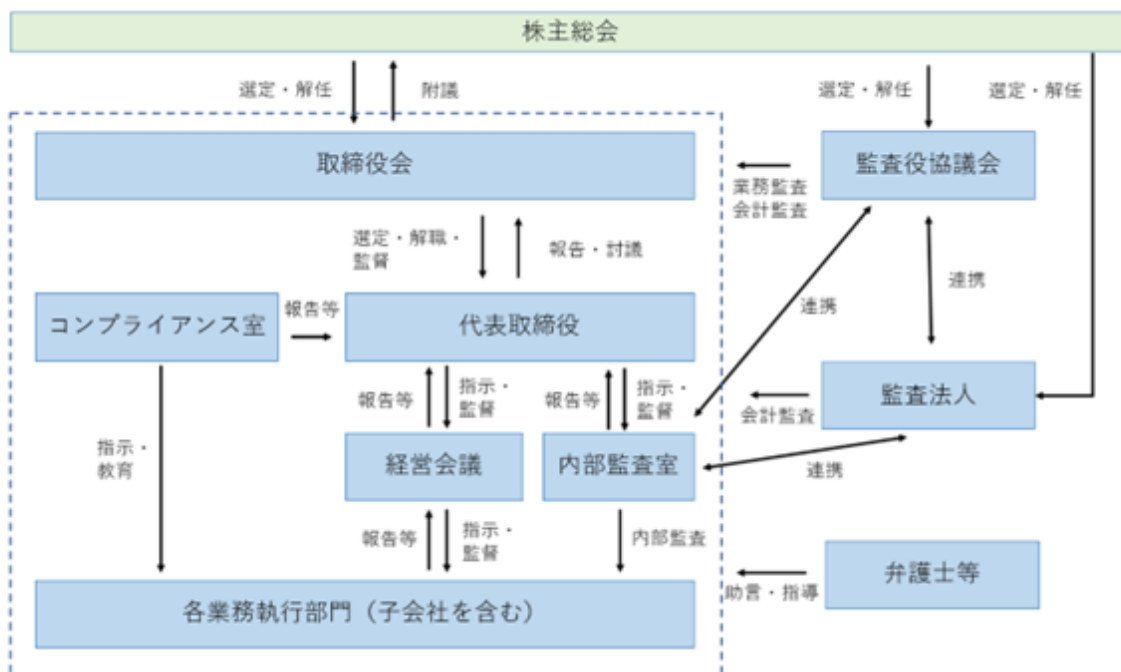 株主総会
選定・解任
附議
選定・解任
選定・解任
取締役会
監査役協議会
業務監査
会計監査
選定・解職・
監督
報告・討議
連携
連携
コンプライアンス室
報告等
代表取締役
監査法人
会計監査
報告等
指示・
監督
報告等
指示・
監督
指示・
教育
経営会議
内部監査室
連携
報告等
指示・
監督
内部監査
弁護士等
助言・指導
各業務執行部門（子会社を含む）